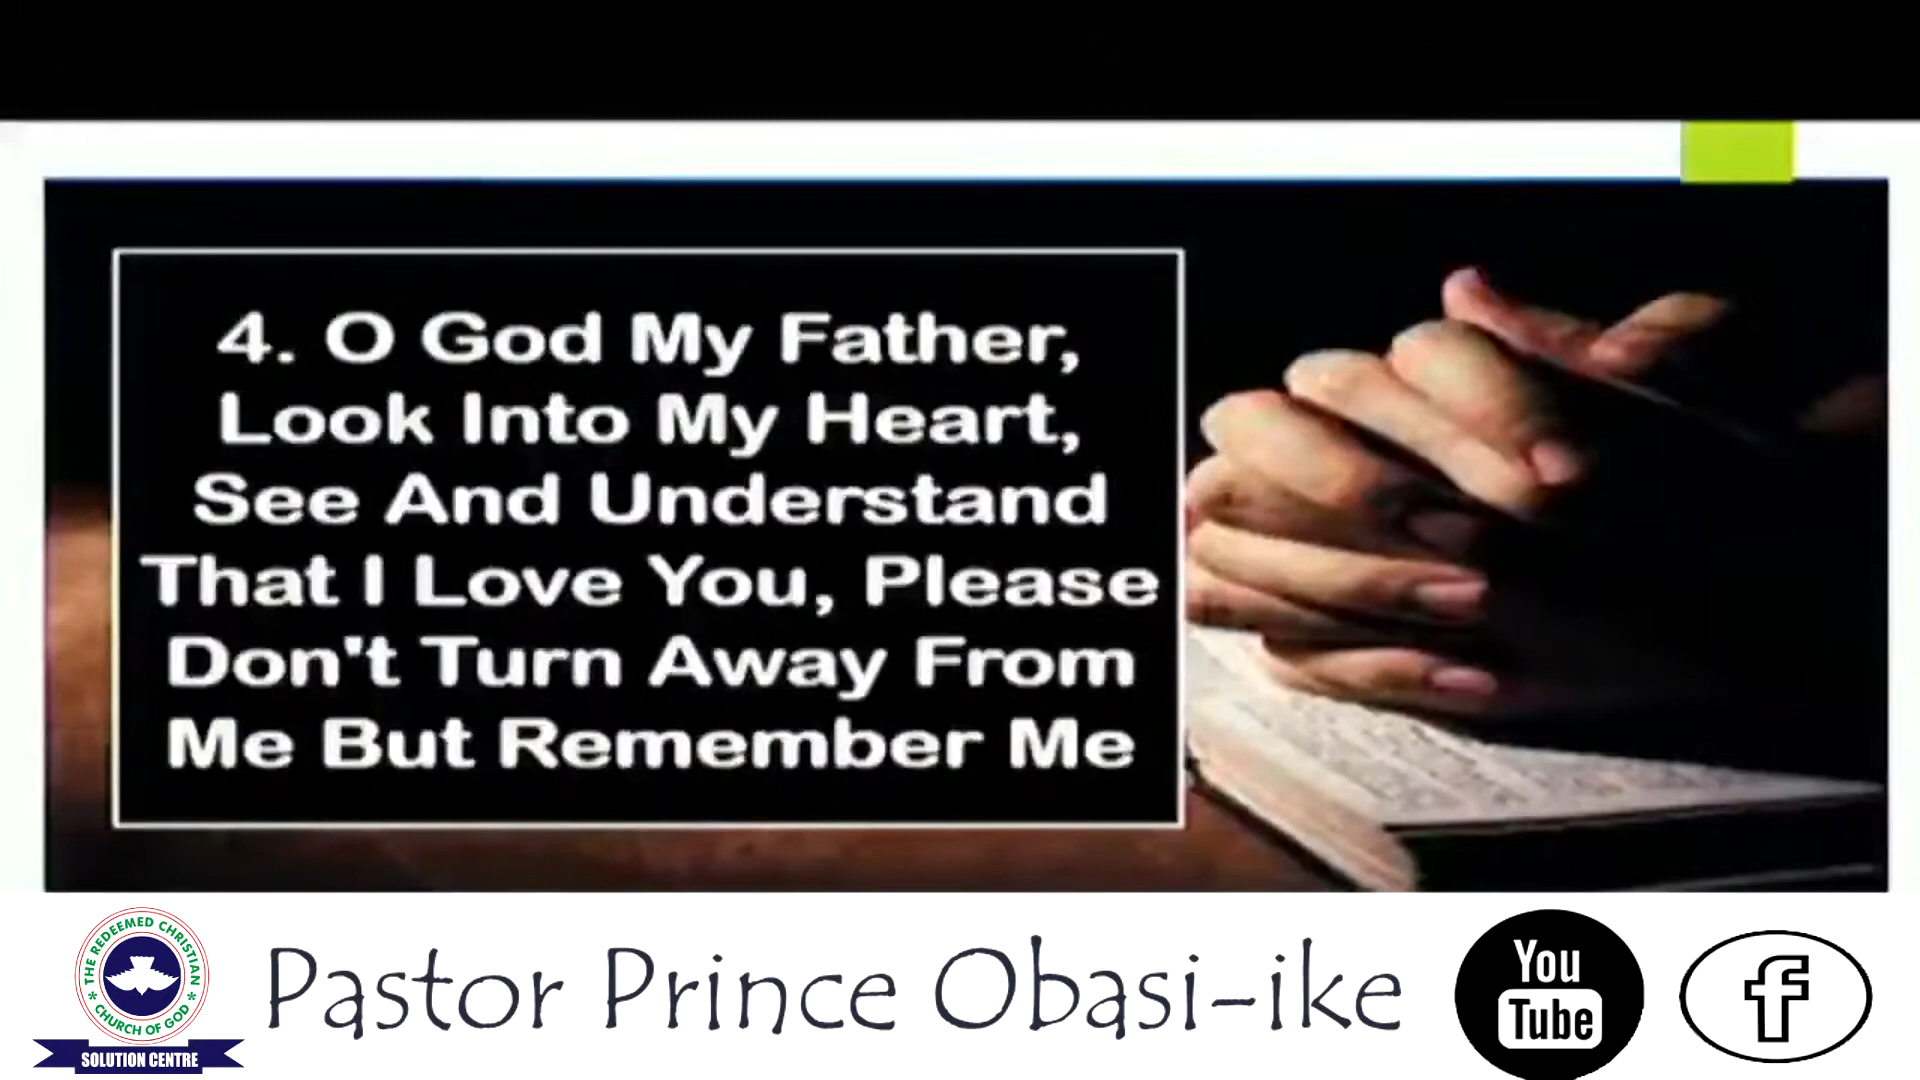 4. O God My Father,
Look Into My Heart,
See And Understand
That I Love You, Please
Don't Turn Away From
Me But Remember Me
THE REDEEMED CHRISTIAN
* CHURCH OF GOD *
SOLUTION CENTRE
Pastor Prince Obasi-ike
You
Tube
f